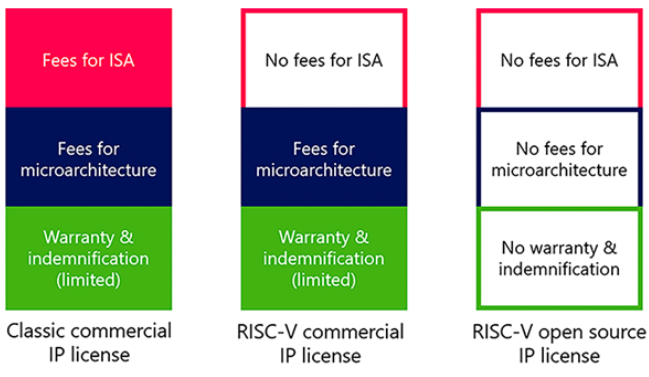 Fees for ISA
Fees for
microarchitecture
Warranty &
indemnification
(limited)
Classic commercial
IP license
No fees for ISA
Fees for
microarchitecture
Warranty &
indemnification
(limited)
RISC-V commercial
IP license
No fees for ISA
No fees for
microarchitecture
No warranty &
indemnification
RISC-V open source
IP license